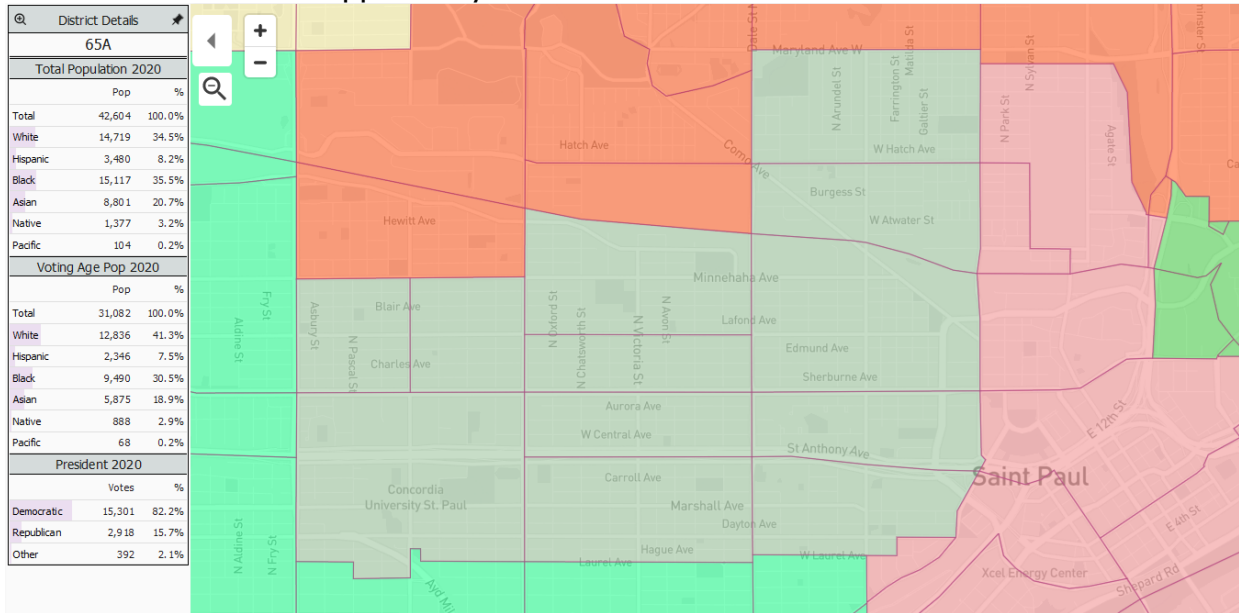 District Details
65A
Total Population 2020
Pop %
Total 42,604 100.0%
White 14,719 34.5%
Hispanic 3,480 8.2%
Black 15,117 35.5%
Asian 8,801 20.7%
Native 1,377 3.2%
Pacific 104 0.2%
Voting Age Pop 2020
Pop %
Total 31,082 100.0%
White 12,836 41.3%
Hispanic 2,346 7.5%
Black 9,490 30.5%
Asian 5,875 18.9%
Native 888 2.9%
Pacific 68 0.2%
President 2020
Votes %
Democratic 15,301 82.2%
Republican 2,918 15.7%
Other 392 2.1%
+
−
Dale St N
Maryland Ave W
Matilda St
Farrington St
N Arundel St
Galtier St
N Sylvan St
N Park St
Agate St
Hatch Ave
Como Ave
W Hatch Ave
Burgess St
Hewitt Ave
W Atwater St
Minnehaha Ave
Fry St
Aldine St
Asbury St
Blair Ave
N Pascal St
Charles Ave
N Oxford St
N Chatsworth St
N Victoria St
N Avon St
Lafond Ave
Edmund Ave
Sherburne Ave
Aurora Ave
W Central Ave
St Anthony Ave
E 12th St
Saint Paul
Concordia
University St. Paul
Carroll Ave
Marshall Ave
Dayton Ave
E 4th St
N Aldine St
N Fry St
Hague Ave
Laurel Ave
W Laurel Ave
Xcel Energy Center
Shepard Rd